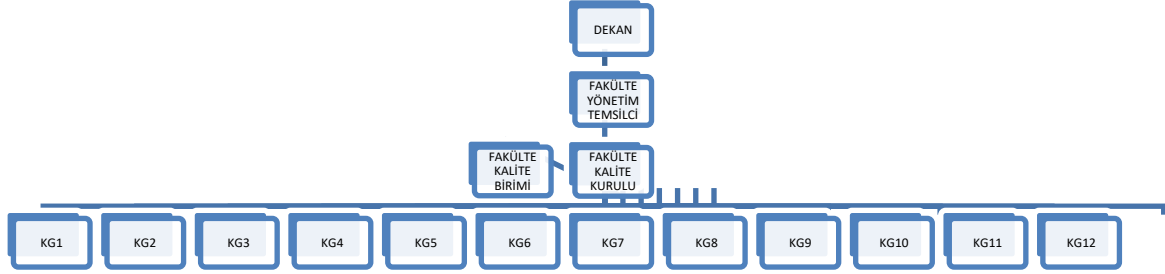 DEKAN
FAKÜLTE
YÖNETİM
TEMSİLCİ
FAKÜLTE
KALİTE
BİRİMİ
FAKÜLTE
KALİTE
KURULU
KG1
KG2
KG3
KG4
KG5
KG6
KG7
KG8
KG9
KG10
KG11
KG12